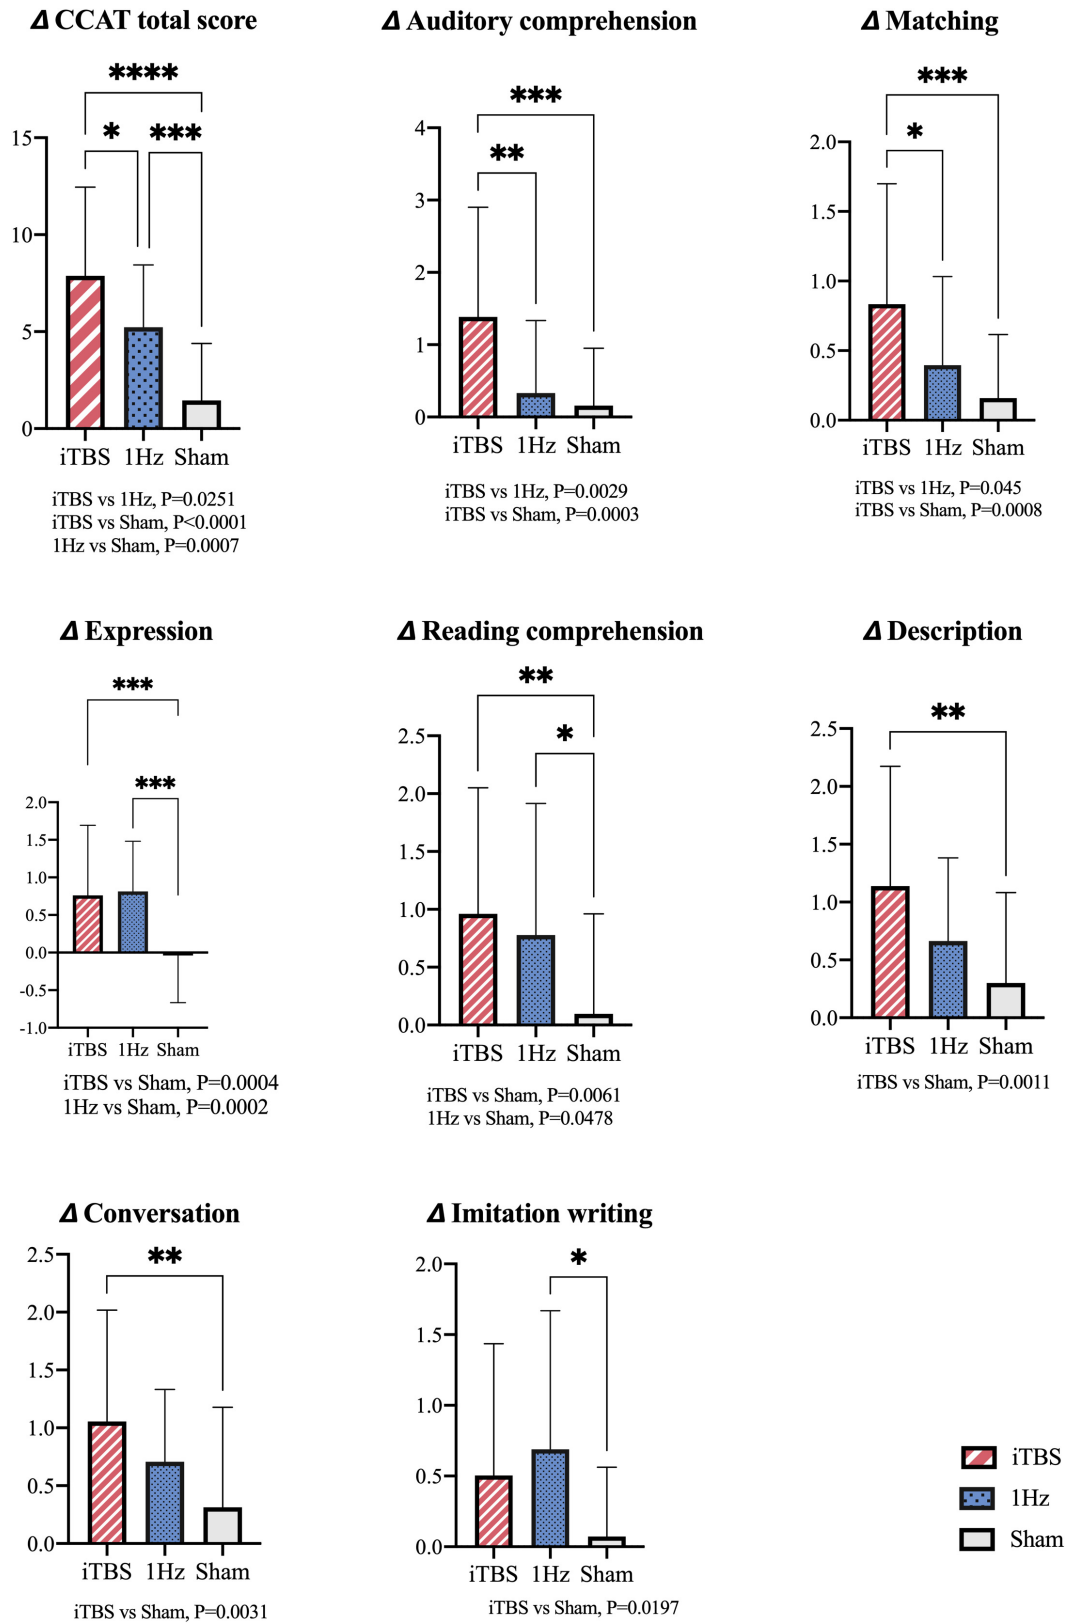 Δ CCAT total score
****
*
***
15
10
5
0
iTBS 1Hz Sham
iTBS vs 1Hz, P=0.0251
iTBS vs Sham, P<0.0001
1Hz vs Sham, P=0.0007
Δ Auditory comprehension
***
**
4
3
2
1
0
iTBS 1Hz Sham
iTBS vs 1Hz, P=0.0029
iTBS vs Sham, P=0.0003
Δ Matching
***
*
2.0
1.5
1.0
0.5
0.0
iTBS 1Hz Sham
iTBS vs 1Hz, P=0.045
iTBS vs Sham, P=0.0008
Δ Expression
***
***
2.0
1.5
1.0
0.5
0.0
-0.5
-1.0
iTBS 1Hz Sham
iTBS vs Sham, P=0.0004
1Hz vs Sham, P=0.0002
Δ Reading comprehension
**
*
2.5
2.0
1.5
1.0
0.5
0.0
iTBS 1Hz Sham
iTBS vs Sham, P=0.0061
1Hz vs Sham, P=0.0478
Δ Description
**
2.5
2.0
1.5
1.0
0.5
0.0
iTBS 1Hz Sham
iTBS vs Sham, P=0.0011
Δ Conversation
**
2.5
2.0
1.5
1.0
0.5
0.0
iTBS 1Hz Sham
iTBS vs Sham, P=0.0031
Δ Imitation writing
*
2.0
1.5
1.0
0.5
0.0
iTBS 1Hz Sham
iTBS vs Sham, P=0.0197
iTBS
1Hz
Sham